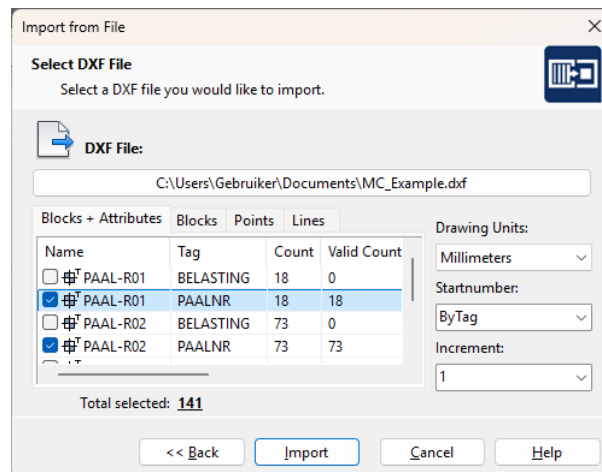 Import from File
Select DXF File
Select a DXF file you would like to import.
DXF File:
C:\Users\Gebruiker\Documents\MC_Example.dxf
Blocks + Attributes Blocks Points Lines
Name Tag Count Valid Count
PAAL-R01 BELASTING 18 0
PAAL-R01 PAALNR 18 18
PAAL-R02 BELASTING 73 0
PAAL-R02 PAALNR 73 73
Total selected: 141
Drawing Units:
Millimeters
Startnumber:
ByTag
Increment:
1
<< Back Import Cancel Help